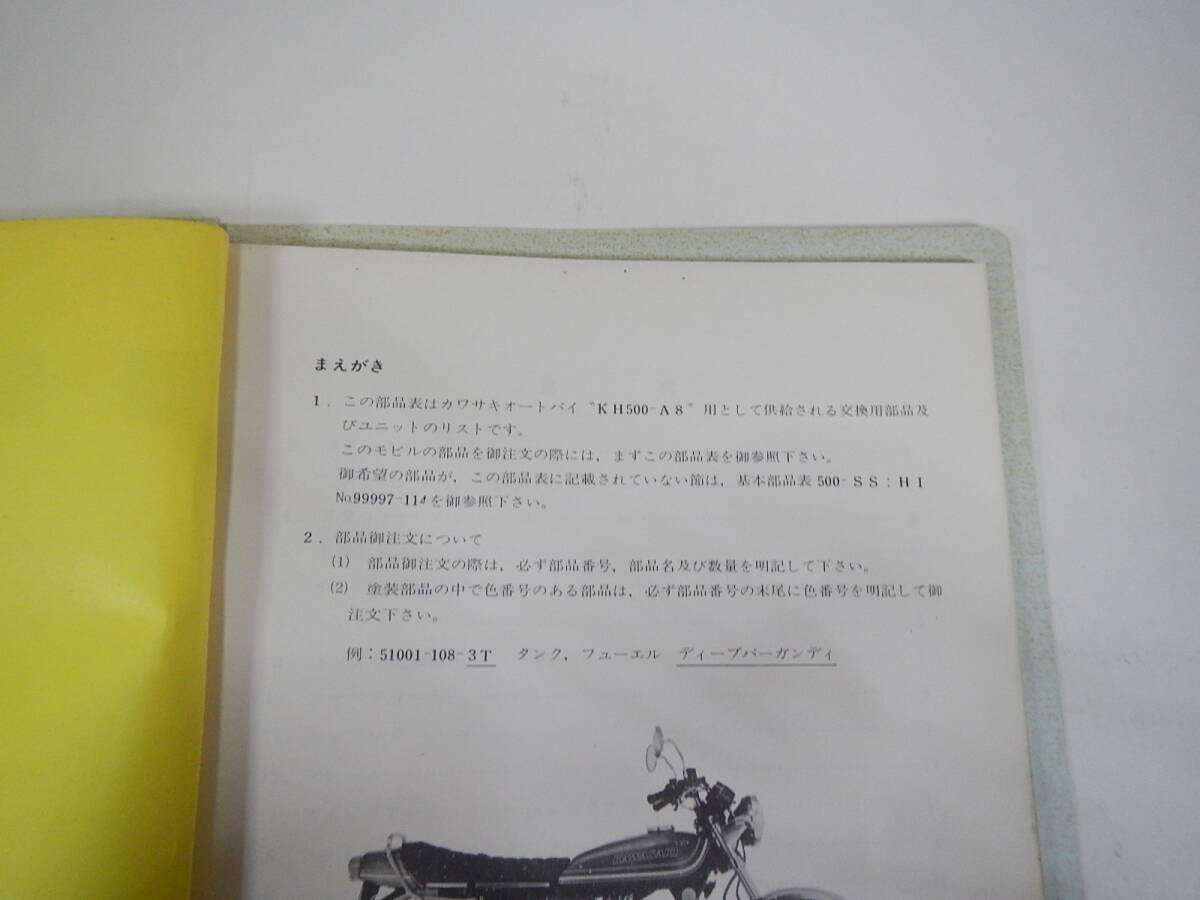 まえがき
1. この部品表はカワサキオートバイ"KH500-A8"用として供給される交換用部品及
びユニットのリストです。
このモビルの部品を御注文の際には,まずこの部品表を御参照下さい。
御希望の部品が,この部品表に記載されていない節は,基本部品表500-SS:HI
No.99997-11を御参照下さい。
2. 部品御注文について
(1) 部品御注文の際は,必ず部品番号,部品名及び数量を明記して下さい。
(2) 塗装部品の中で色番号のある部品は,必ず部品番号の末尾に色番号を明記して御
注文下さい。
例:51001-108-3T タンク,フューエル ディープバーガンディ
KAWASAKI